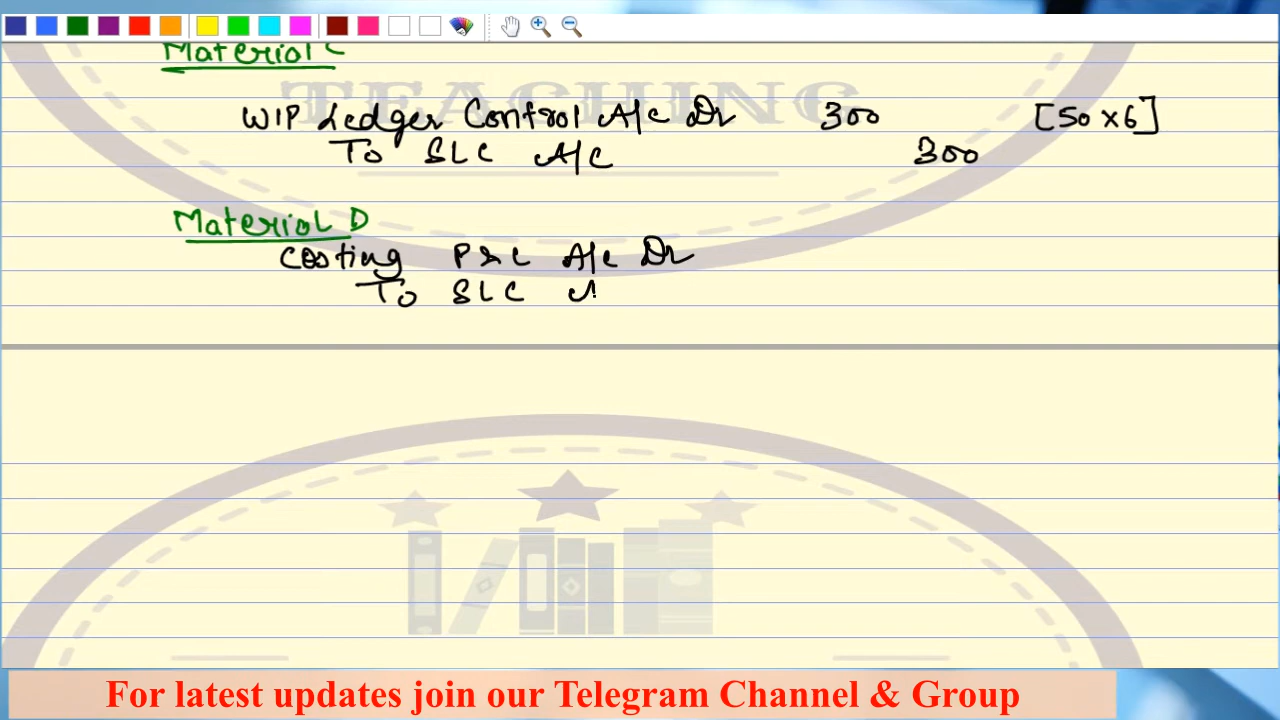 Material C
TEACHING
WIP Ledger Control A/c Dr 300 [50 x 6]
To SLC A/C 300
Material D
Costing P & L A/c Dr
To SLC A
For latest updates join our Telegram Channel & Group